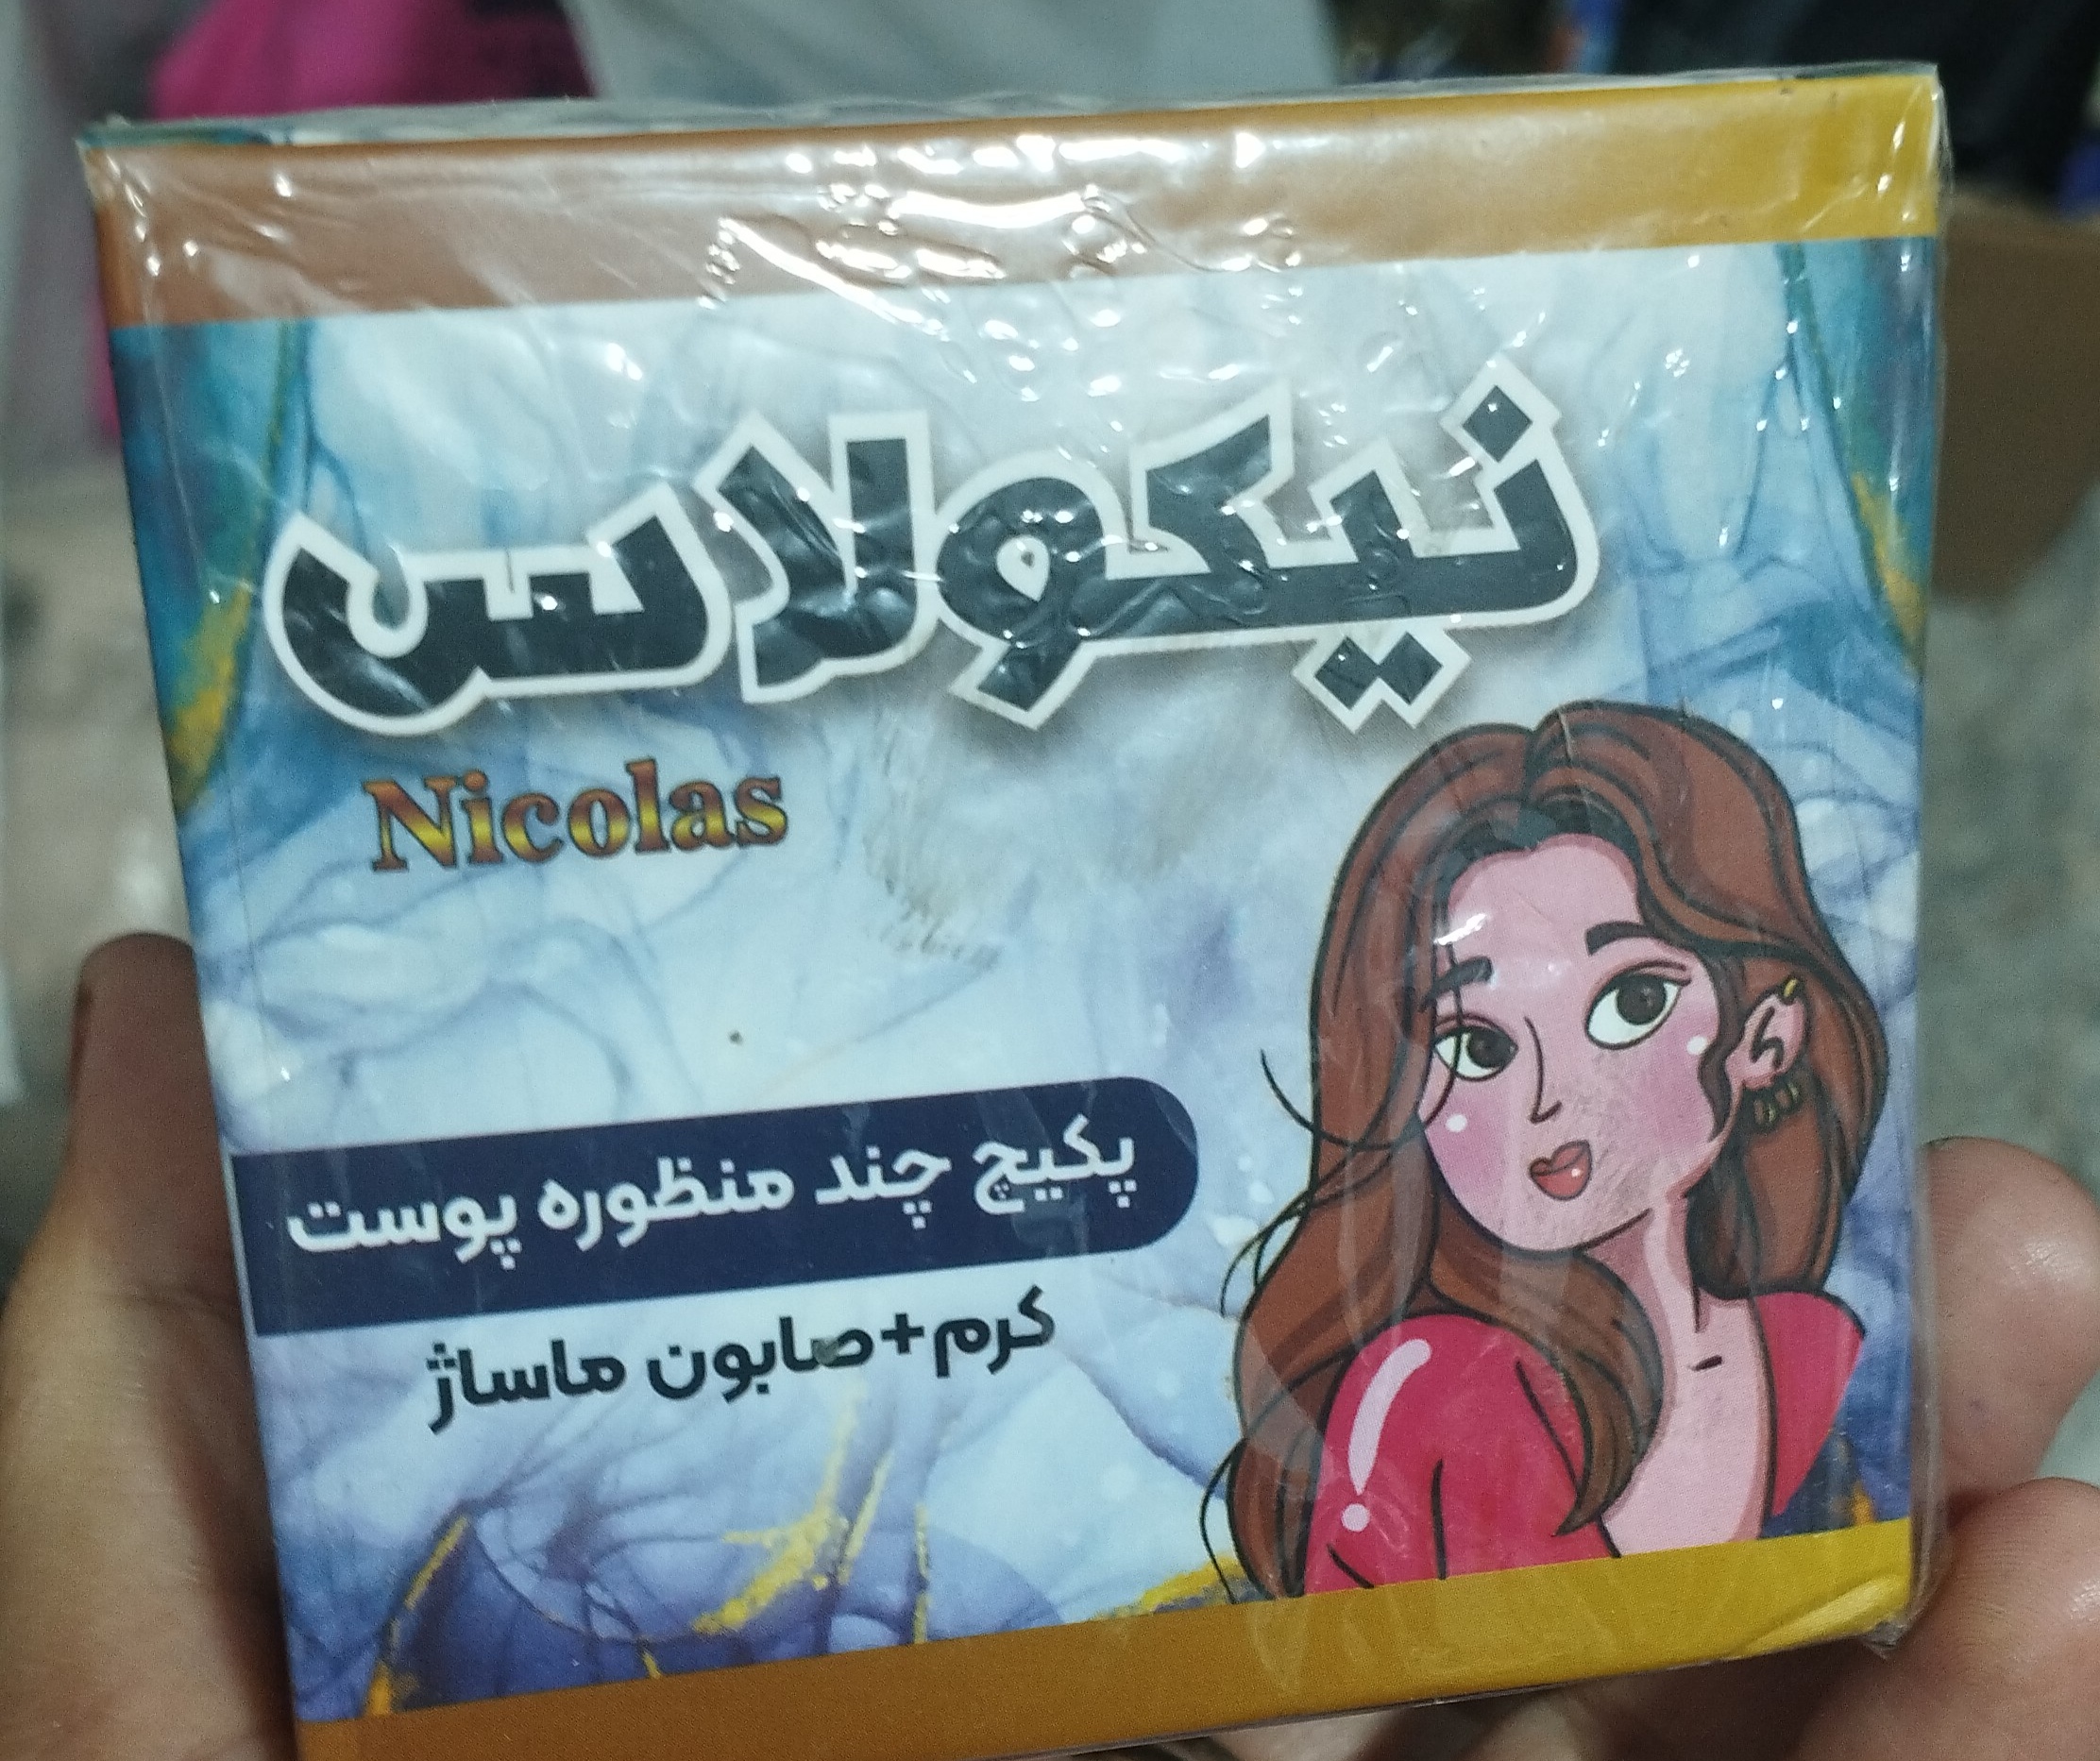 نیکولاس
Nicolas
پکیج چند منظوره پوست
کرم+صابون ماساژ